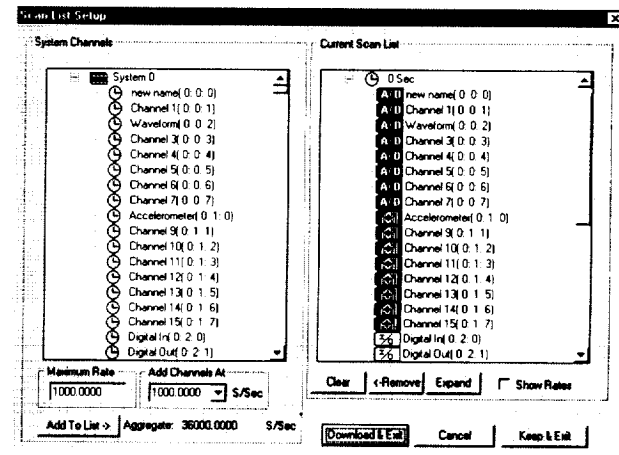 Scan List Setup
System Channels
System 0
new name( 0: 0: 0)
Channel 1( 0: 0: 1)
Waveform( 0: 0: 2)
Channel 3( 0: 0: 3)
Channel 4( 0: 0: 4)
Channel 5( 0: 0: 5)
Channel 6( 0: 0: 6)
Channel 7( 0: 0: 7)
Accelerometer( 0: 1: 0)
Channel 9( 0: 1: 1)
Channel 10( 0: 1: 2)
Channel 11( 0: 1: 3)
Channel 12( 0: 1: 4)
Channel 13( 0: 1: 5)
Channel 14( 0: 1: 6)
Channel 15( 0: 1: 7)
Digital In( 0: 2: 0)
Digital Out( 0: 2: 1)
Maximum Rate
1000.0000
Add Channels At
1000.0000 S/Sec
Add To List -> Aggregate: 36000.0000 S/Sec
Current Scan List
0 Sec
A/D new name( 0: 0: 0)
A/D Channel 1( 0: 0: 1)
A/D Waveform( 0: 0: 2)
A/D Channel 3( 0: 0: 3)
A/D Channel 4( 0: 0: 4)
A/D Channel 5( 0: 0: 5)
A/D Channel 6( 0: 0: 6)
A/D Channel 7( 0: 0: 7)
Accelerometer( 0: 1: 0)
Channel 9( 0: 1: 1)
Channel 10( 0: 1: 2)
Channel 11( 0: 1: 3)
Channel 12( 0: 1: 4)
Channel 13( 0: 1: 5)
Channel 14( 0: 1: 6)
Channel 15( 0: 1: 7)
Digital In( 0: 2: 0)
Digital Out( 0: 2: 1)
Clear <-Remove Expand Show Rates
Download & Exit Cancel Keep & Exit